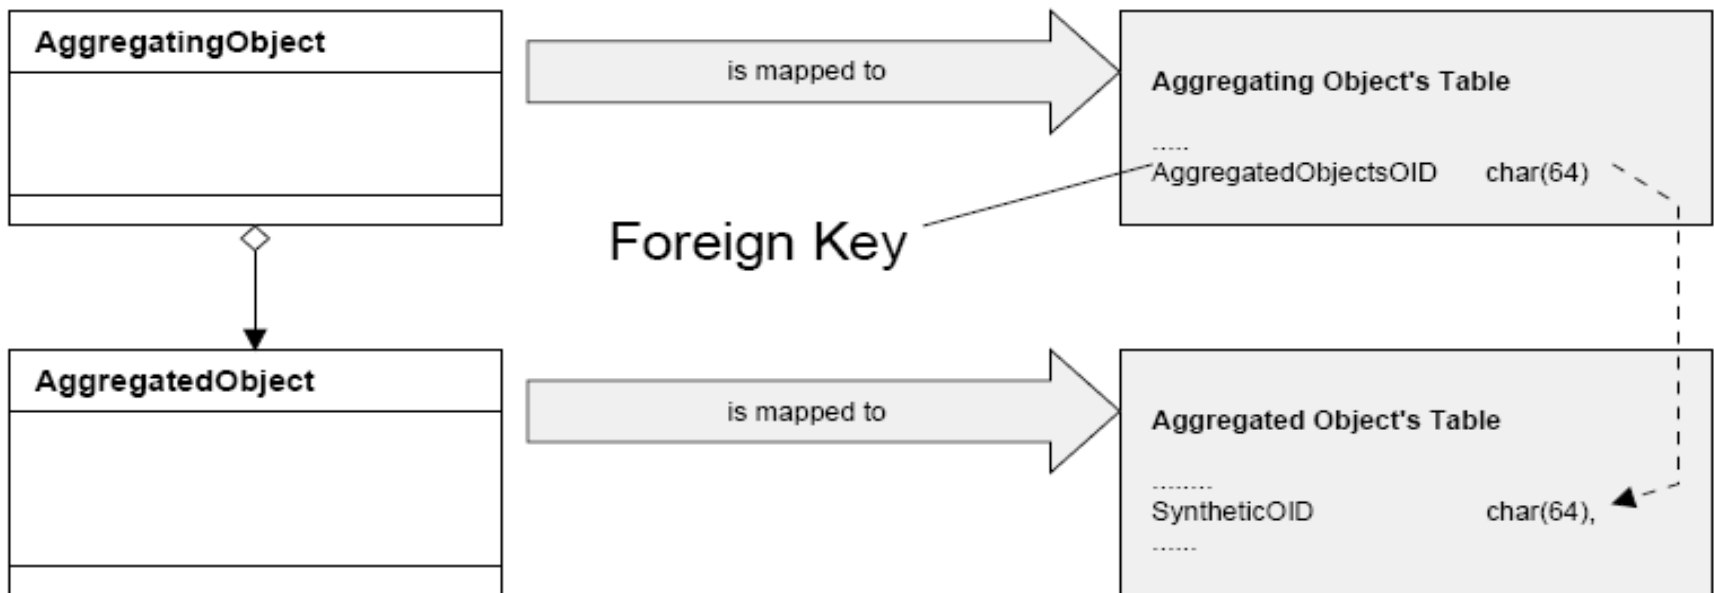 AggregatingObject
is mapped to
Aggregating Object's Table
.....
AggregatedObjectsOID char(64)
Foreign Key
AggregatedObject
is mapped to
Aggregated Object's Table
........
SyntheticOID char(64),
......